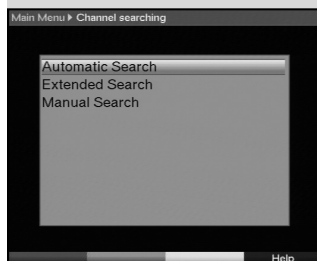 Main Menu ▸ Channel searching
Automatic Search
Extended Search
Manual Search
Help